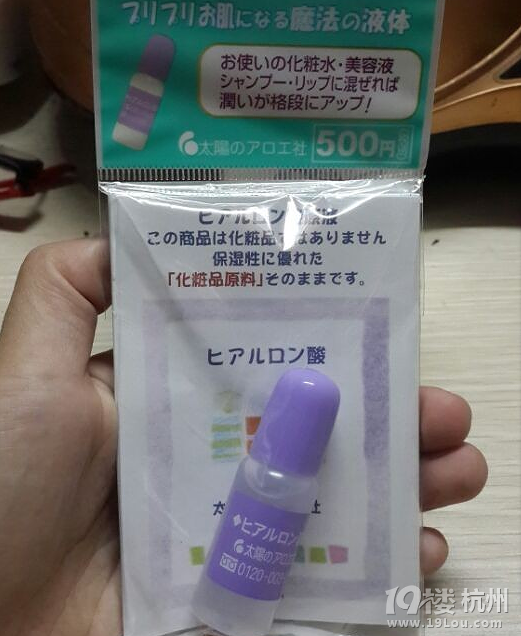 プリプリお肌になる魔法の液体
お使いの化粧水・美容液
シャンプー・リップに混ぜれば
潤いが格段にアップ!
太陽のアロエ社
500円
ヒアルロン
この商品は化粧品ではありません
保湿性に優れた
「化粧品原料」そのままです。
ヒアルロン酸
太
社
◆ヒアルロン
太陽のアロエ
0120-00
19楼 杭州
www.19lou.com